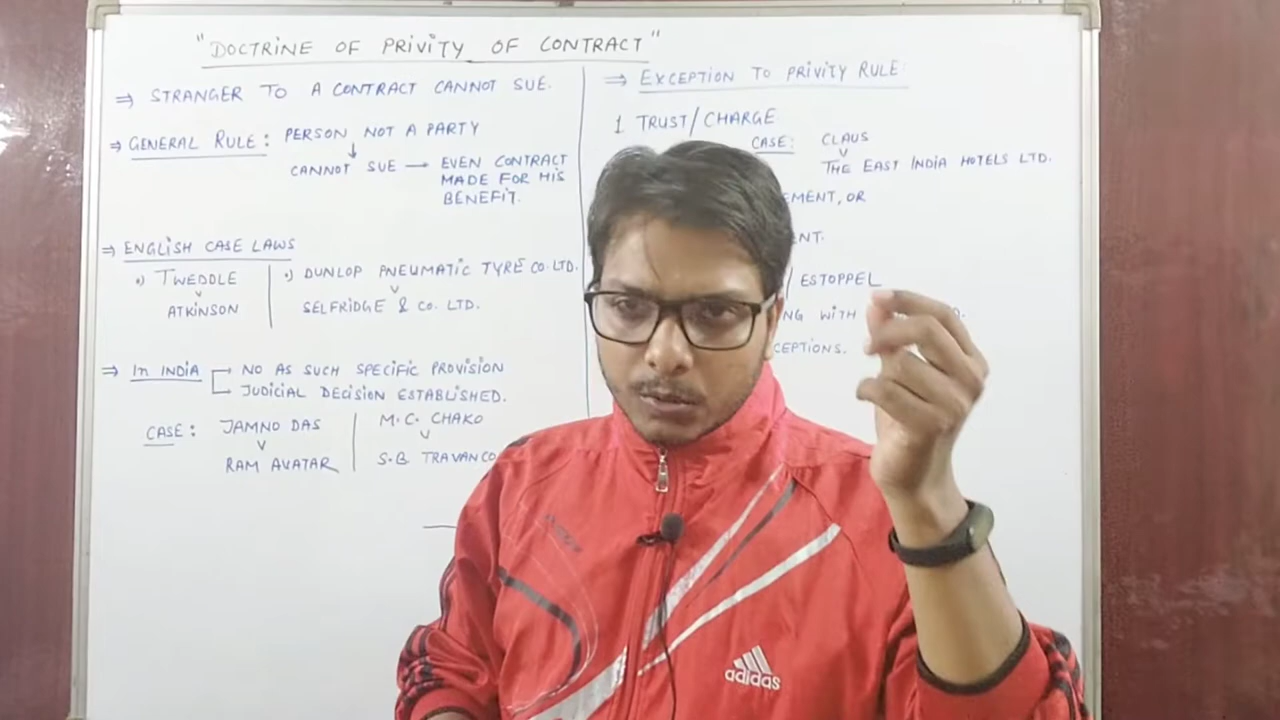 "DOCTRINE OF PRIVITY OF CONTRACT"
⇒ STRANGER TO A CONTRACT CANNOT SUE.
⇒ GENERAL RULE: PERSON NOT A PARTY
↓
CANNOT SUE → EVEN CONTRACT
MADE FOR HIS
BENEFIT.
⇒ ENGLISH CASE LAWS
•) TWEDDLE
v
ATKINSON
•) DUNLOP PNEUMATIC TYRE CO. LTD.
v
SELFRIDGE & CO. LTD.
⇒ IN INDIA
NO AS SUCH SPECIFIC PROVISION
JUDICIAL DECISION ESTABLISHED.
CASE: JAMNO DAS
v
RAM AVATAR
M.C. CHAKO
v
S.B TRAVANCO
⇒ EXCEPTION TO PRIVITY RULE:
1 TRUST/CHARGE
CASE: CLAUS
v
THE EAST INDIA HOTELS LTD.
EMENT, OR
ENT.
/ ESTOPPEL
NG WITH
CEPTIONS.
adidas